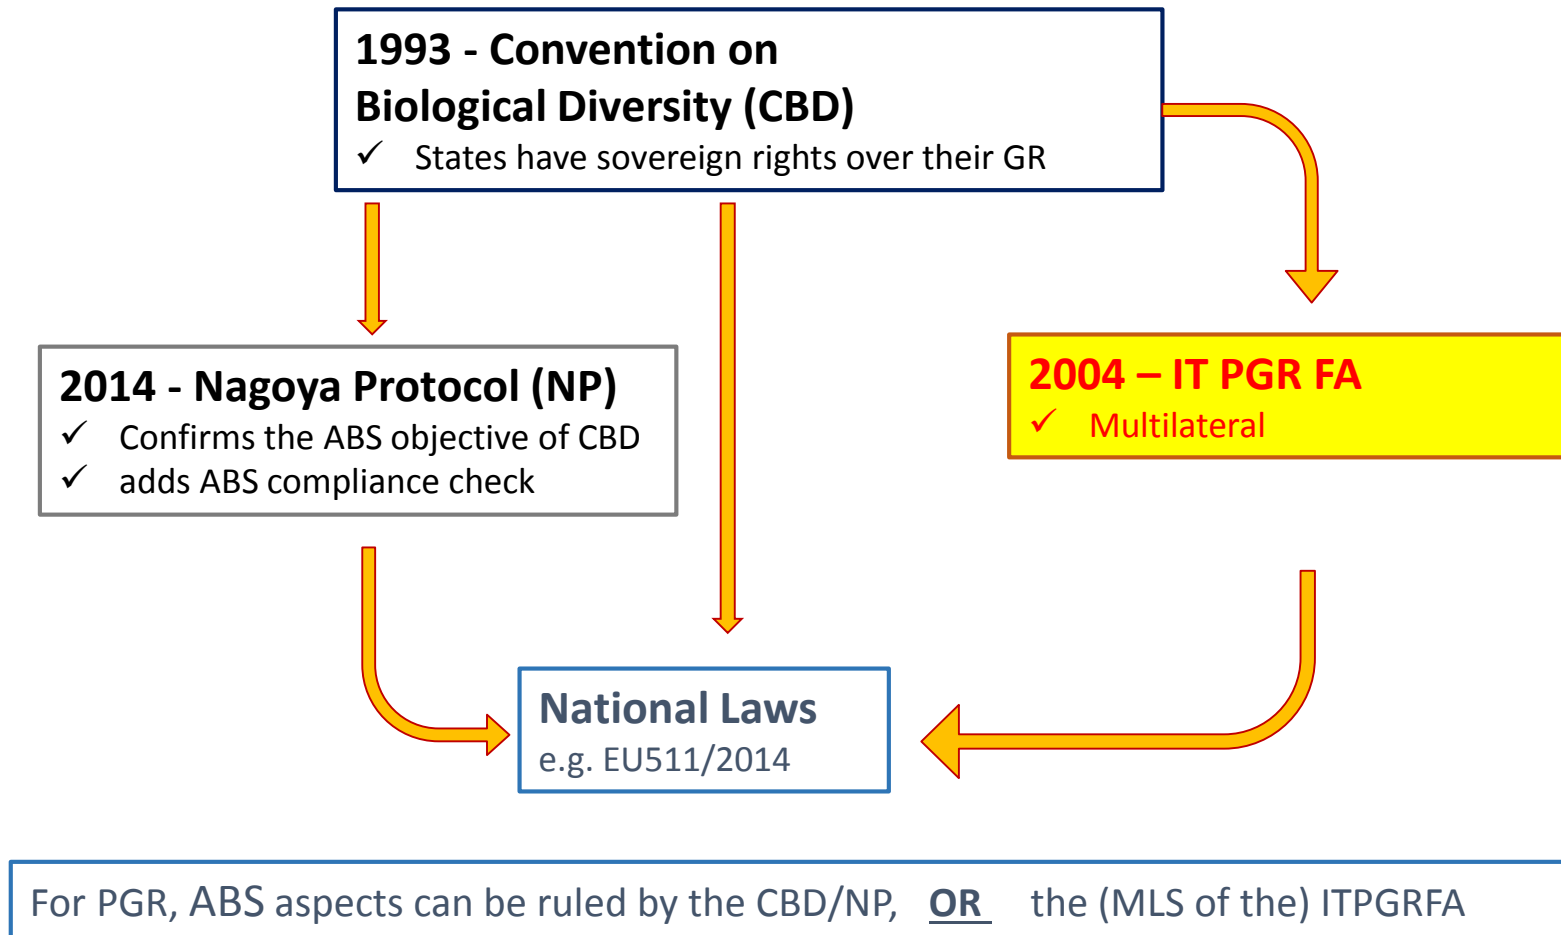 1993 - Convention on
Biological Diversity (CBD)
✓ States have sovereign rights over their GR
2014 - Nagoya Protocol (NP)
✓ Confirms the ABS objective of CBD
✓ adds ABS compliance check
2004 – IT PGR FA
✓ Multilateral
National Laws
e.g. EU511/2014
For PGR, ABS aspects can be ruled by the CBD/NP, OR the (MLS of the) ITPGRFA